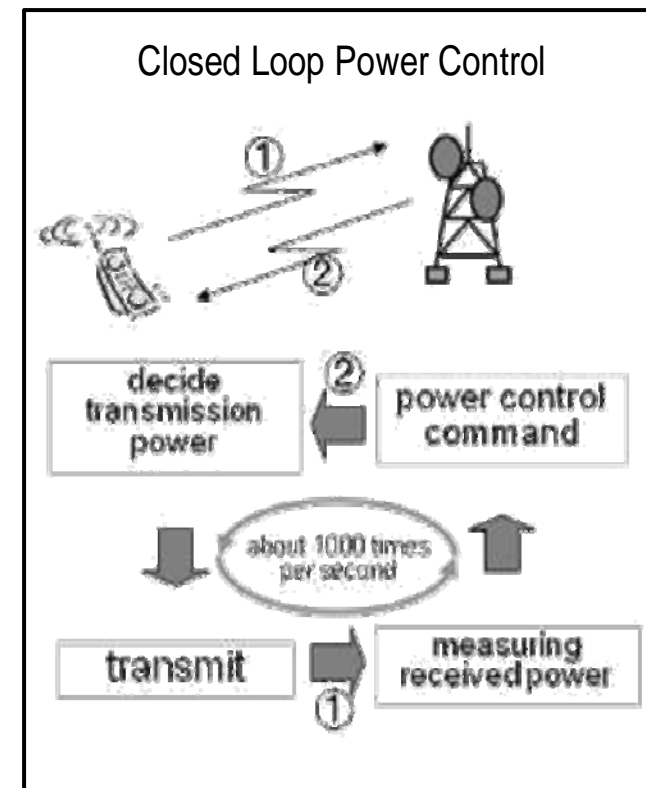 Closed Loop Power Control
①
②
decide
transmission
power
②
power control
command
about 1000 times
per second
transmit
①
measuring
received power